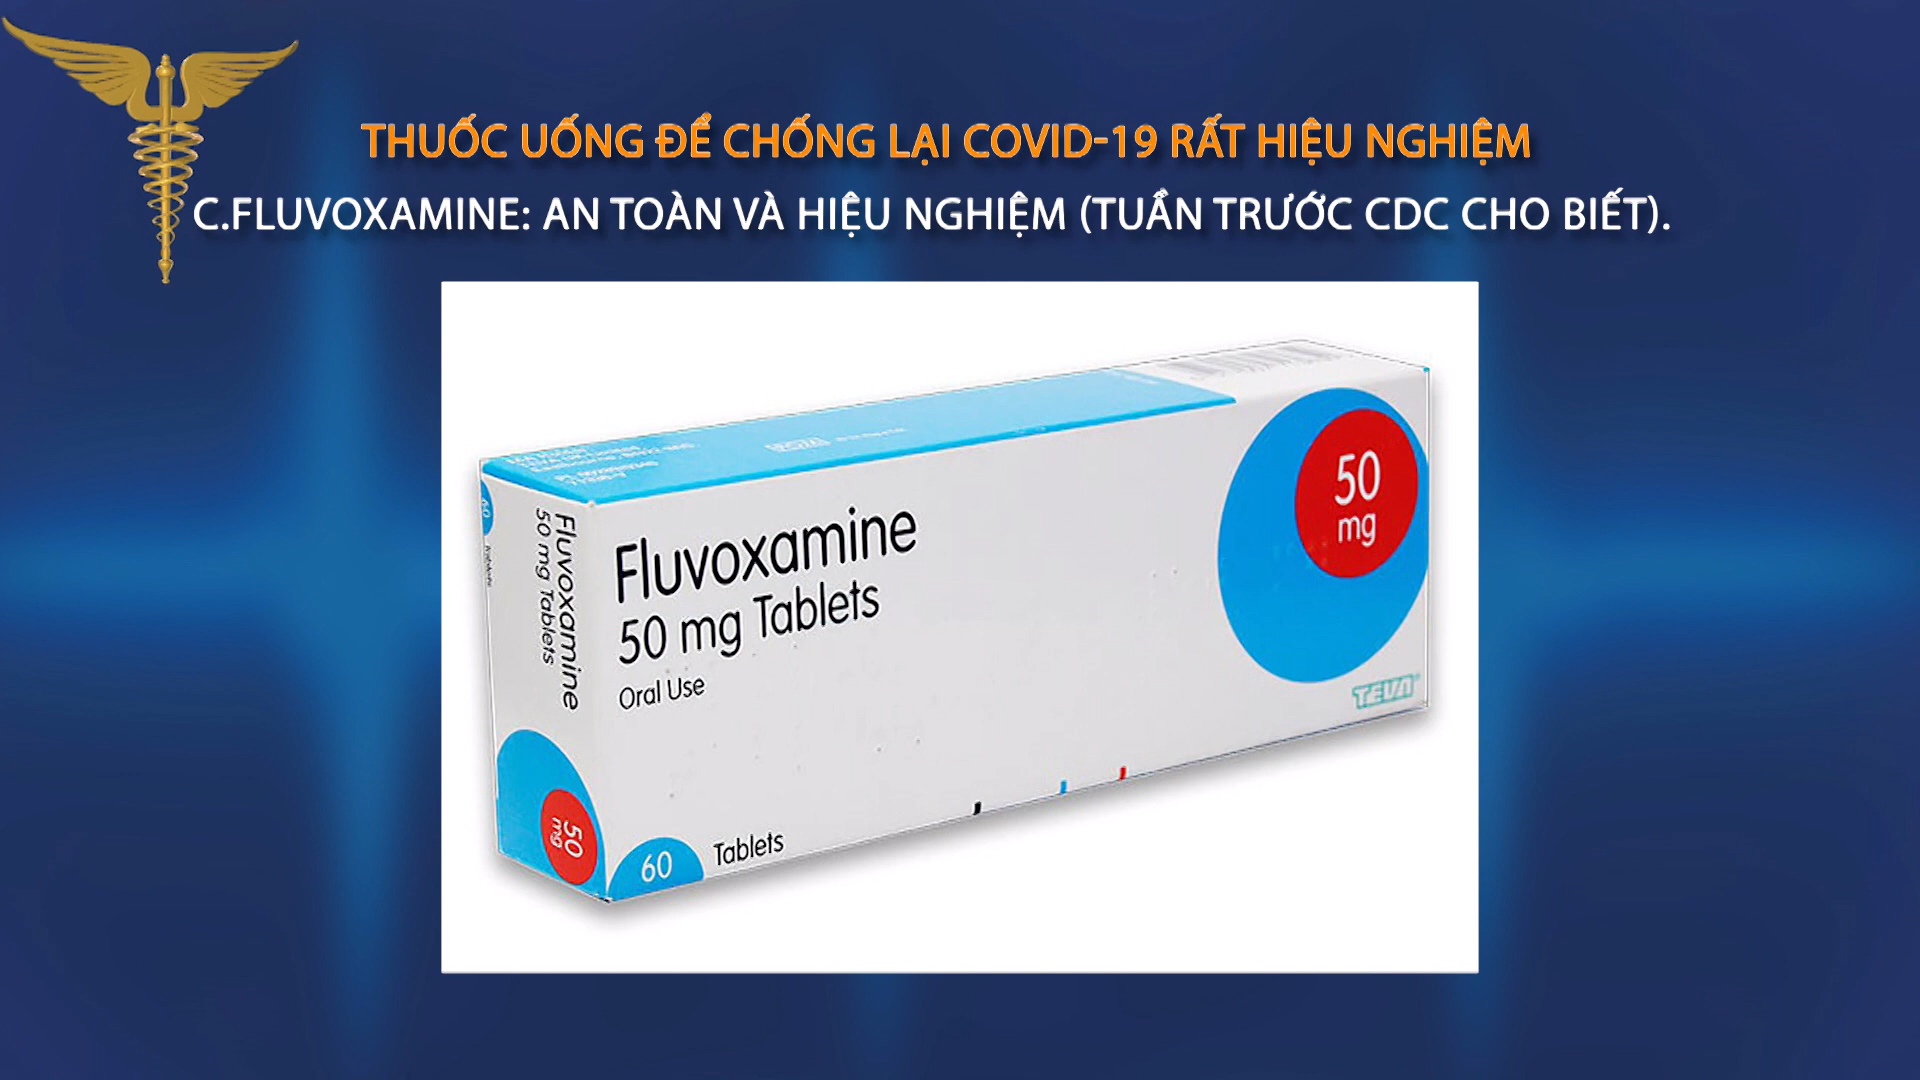 THUỐC UỐNG ĐỂ CHỐNG LẠI COVID-19 RẤT HIỆU NGHIỆM
C.FLUVOXAMINE: AN TOÀN VÀ HIỆU NGHIỆM (TUẦN TRƯỚC CDC CHO BIẾT).
Fluvoxamine
50 mg Tablets
Oral Use
50
mg
TEVA
60 Tablets
Fluvoxamine
50 mg Tablets
50
mg
60